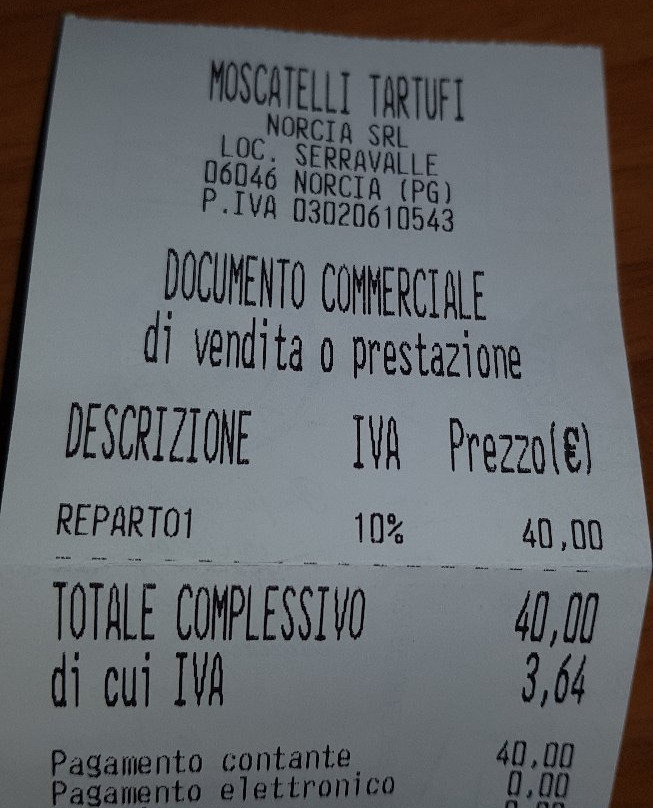 MOSCATELLI TARTUFI
NORCIA SRL
LOC. SERRAVALLE
06046 NORCIA (PG)
P.IVA 03020610543
DOCUMENTO COMMERCIALE
di vendita o prestazione
DESCRIZIONE IVA Prezzo(€)
REPARTO1 10% 40,00
TOTALE COMPLESSIVO 40,00
di cui IVA 3,64
Pagamento contante 40,00
Pagamento elettronico 0,00